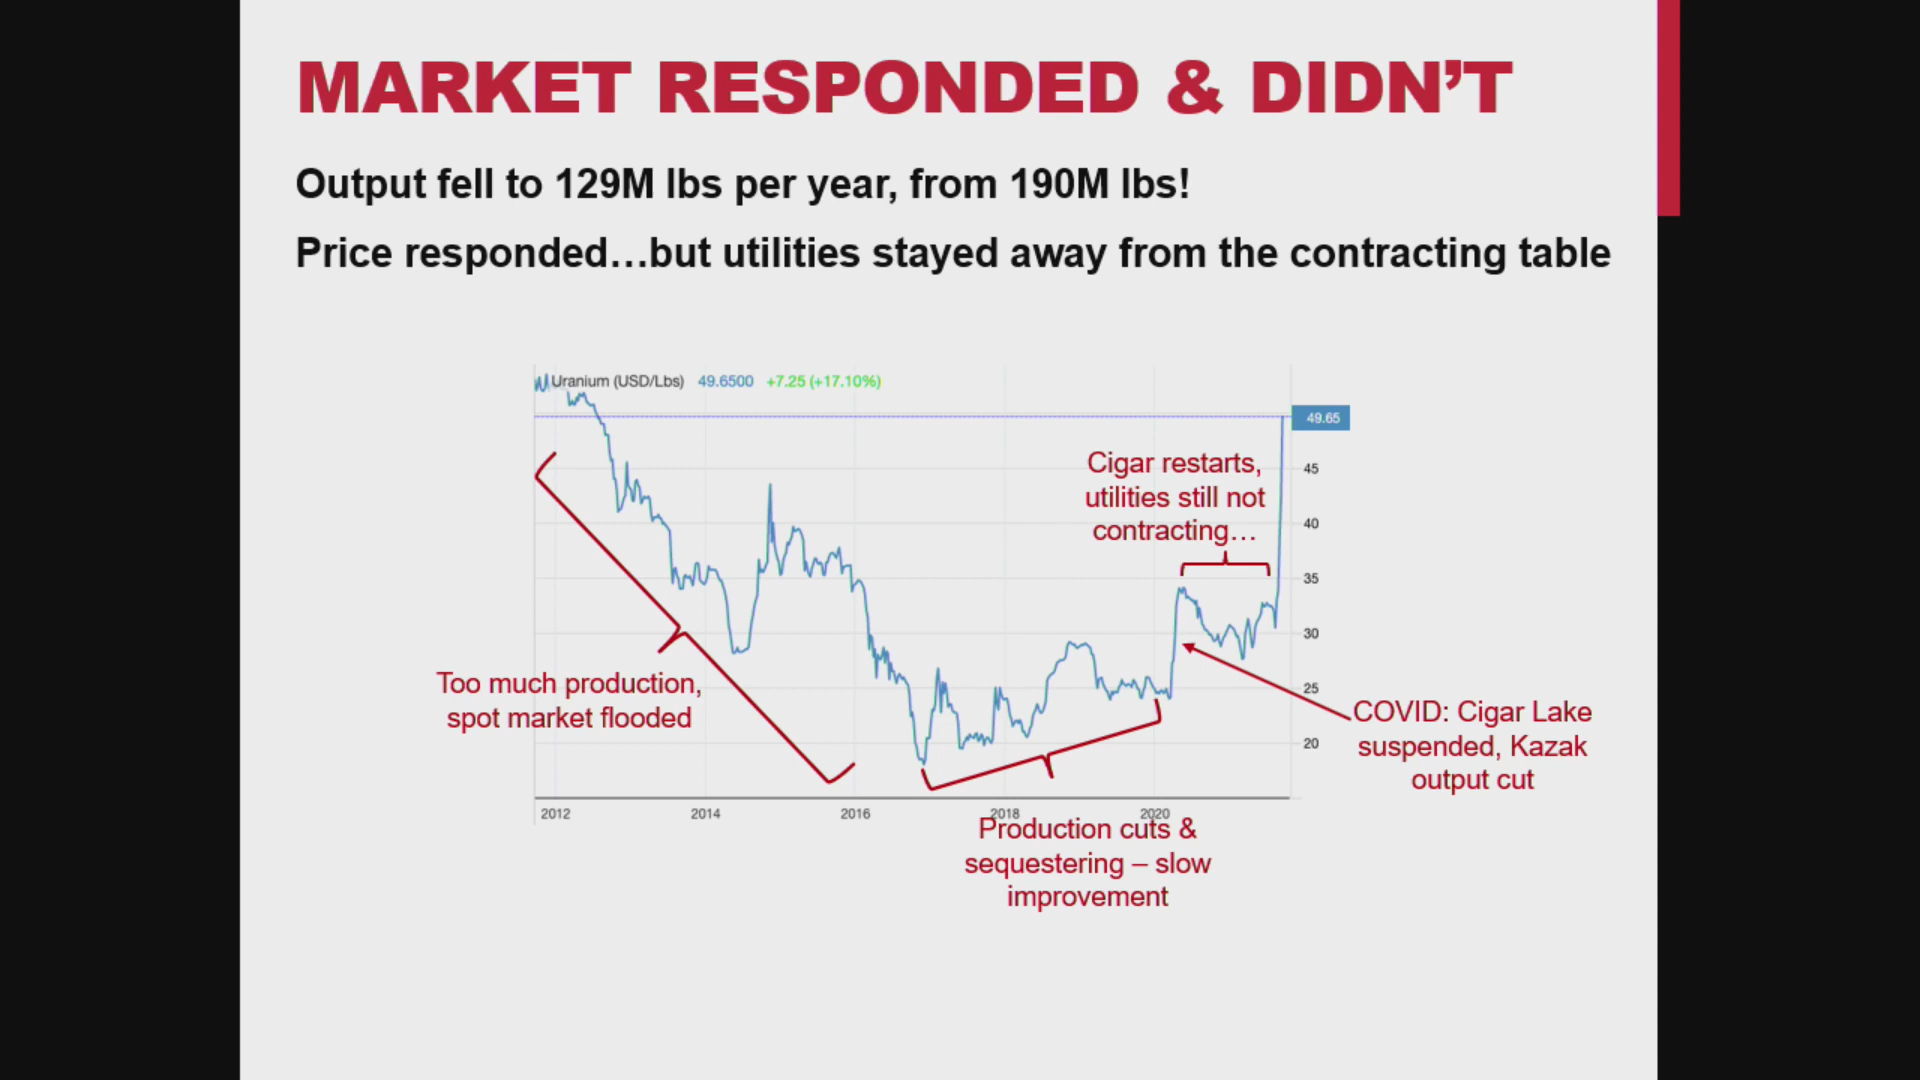 MARKET RESPONDED & DIDN'T
Output fell to 129M lbs per year, from 190M lbs!
Price responded…but utilities stayed away from the contracting table
Uranium (USD/Lbs) 49.6500 +7.25 (+17.10%)
49.65
45
40
35
30
25
20
Cigar restarts,
utilities still not
contracting…
Too much production,
spot market flooded
COVID: Cigar Lake
suspended, Kazak
output cut
2012 2014 2016 2018 2020
Production cuts &
sequestering – slow
improvement